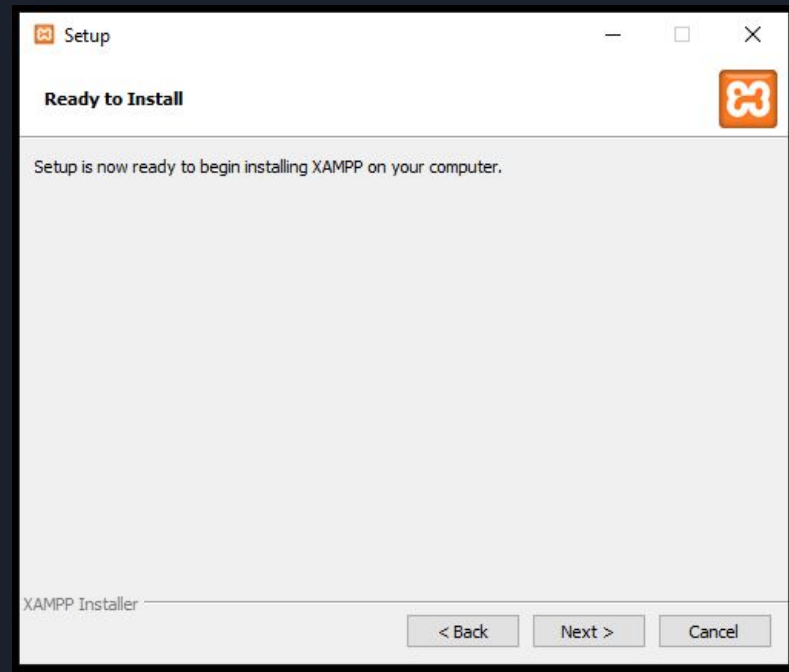 Setup
Ready to Install
Setup is now ready to begin installing XAMPP on your computer.
XAMPP Installer
< Back Next > Cancel